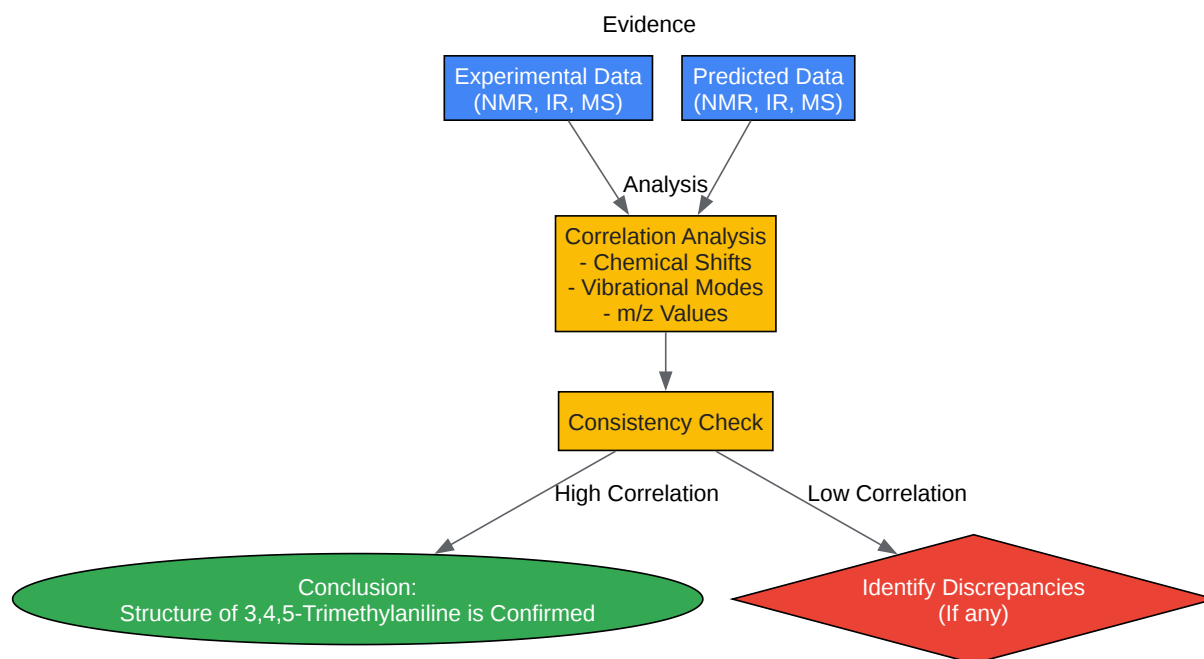 Evidence
Experimental Data
(NMR, IR, MS)
Predicted Data
(NMR, IR, MS)
Analysis
Correlation Analysis
- Chemical Shifts
- Vibrational Modes
- m/z Values
Consistency Check
High Correlation
Low Correlation
Conclusion:
Structure of 3,4,5-Trimethylaniline is Confirmed
Identify Discrepancies
(If any)